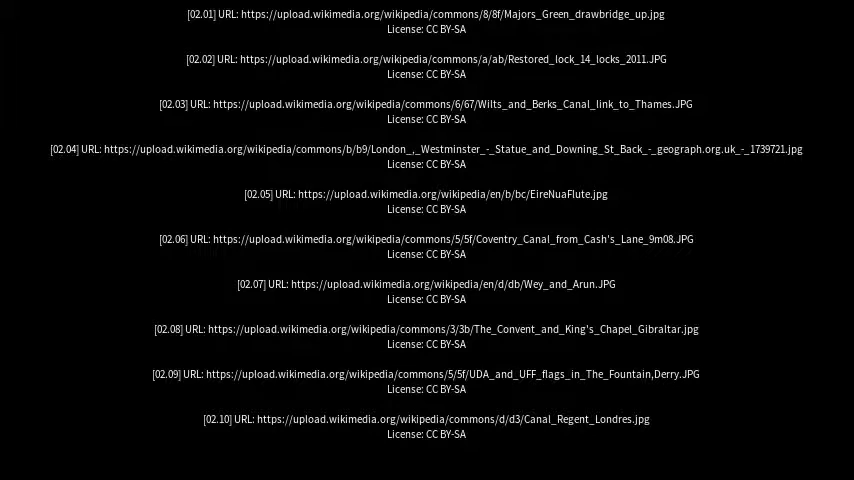 [02.01] URL: https://upload.wikimedia.org/wikipedia/commons/8/8f/Majors_Green_drawbridge_up.jpg
License: CC BY-SA
[02.02] URL: https://upload.wikimedia.org/wikipedia/commons/a/ab/Restored_lock_14_locks_2011.JPG
License: CC BY-SA
[02.03] URL: https://upload.wikimedia.org/wikipedia/commons/6/67/Wilts_and_Berks_Canal_link_to_Thames.JPG
License: CC BY-SA
[02.04] URL: https://upload.wikimedia.org/wikipedia/commons/b/b9/London_,_Westminster_-_Statue_and_Downing_St_Back_-_geograph.org.uk_-_1739721.jpg
License: CC BY-SA
[02.05] URL: https://upload.wikimedia.org/wikipedia/en/b/bc/EireNuaFlute.jpg
License: CC BY-SA
[02.06] URL: https://upload.wikimedia.org/wikipedia/commons/5/5f/Coventry_Canal_from_Cash's_Lane_9m08.JPG
License: CC BY-SA
[02.07] URL: https://upload.wikimedia.org/wikipedia/en/d/db/Wey_and_Arun.JPG
License: CC BY-SA
[02.08] URL: https://upload.wikimedia.org/wikipedia/commons/3/3b/The_Convent_and_King's_Chapel_Gibraltar.jpg
License: CC BY-SA
[02.09] URL: https://upload.wikimedia.org/wikipedia/commons/5/5f/UDA_and_UFF_flags_in_The_Fountain,Derry.JPG
License: CC BY-SA
[02.10] URL: https://upload.wikimedia.org/wikipedia/commons/d/d3/Canal_Regent_Londres.jpg
License: CC BY-SA